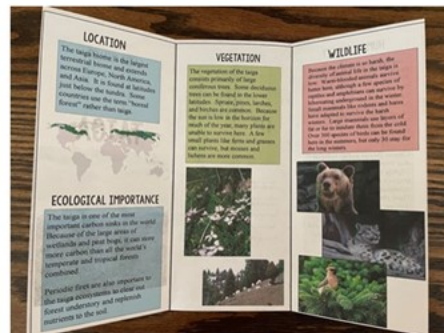 LOCATION
The taiga biome is the largest
terrestrial biome and extends
across Europe, North America,
and Asia. It is found at latitudes
just below the tundra. Some
countries use the term "boreal
forest" rather than taiga.
ECOLOGICAL IMPORTANCE
The taiga is one of the most
important carbon sinks in the world.
Because of the large areas of
wetlands and peat bogs, it can store
more carbon than all the world's
temperate and tropical forests
combined.
Periodic fires are also important to
the taiga ecosystems to clear out
forest understory and replenish
nutrients to the soil.
VEGETATION
The vegetation of the taiga
consists primarily of large
coniferous trees. Some deciduous
trees can be found in the lower
latitudes. Spruce, pines, larches,
and birches are common. Because
the sun is low in the horizon for
much of the year, many plants are
unable to survive here. A few
small plants like ferns and grasses
can survive, but mosses and
lichens are more common.
WILDLIFE
Because the climate is so harsh, the
diversity of animal life in the taiga is
low. Warm-blooded animals survive
better here, although a few species of
reptiles and amphibians can survive by
hibernating underground in the winter.
Small mammals like rodents and hares
have adapted to survive the harsh
winters. Large mammals use layers of
fat or fur to insulate them from the cold.
Over 300 species of birds can be found
here in the summers, but only 30 stay for
the long winters.